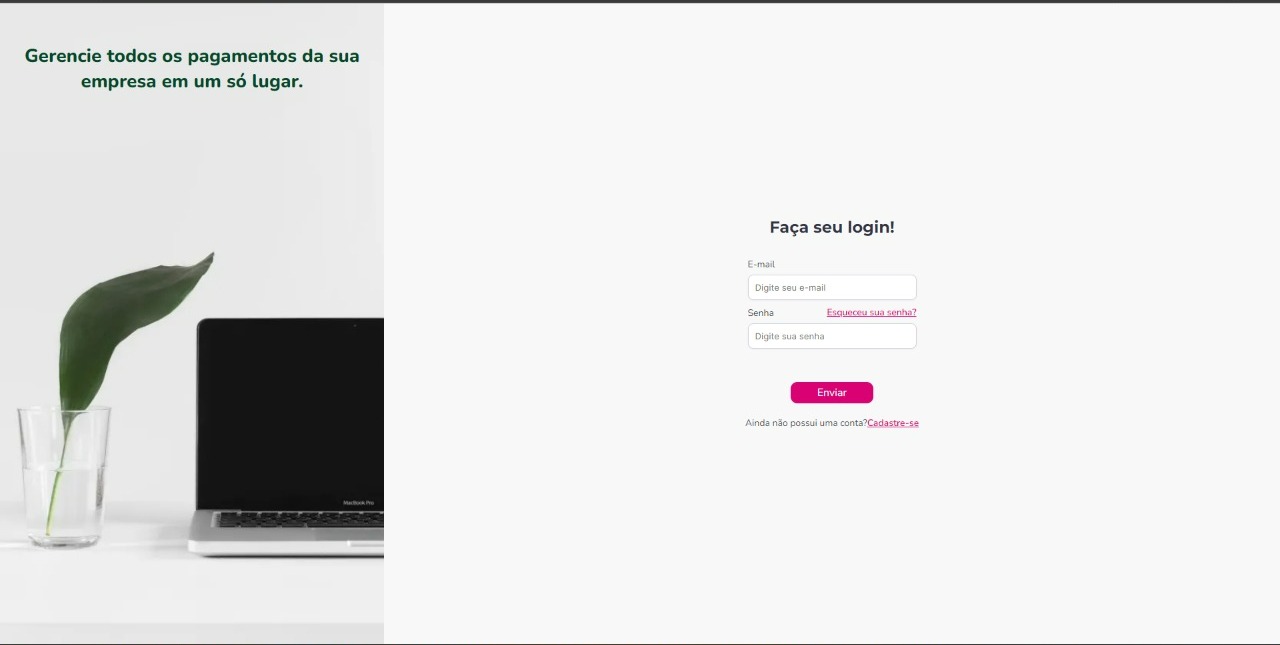 Gerencie todos os pagamentos da sua
empresa em um só lugar.
MacBook Pro
Faça seu login!
E-mail
Digite seu e-mail
Senha Esqueceu sua senha?
Digite sua senha
Enviar
Ainda não possui uma conta?Cadastre-se